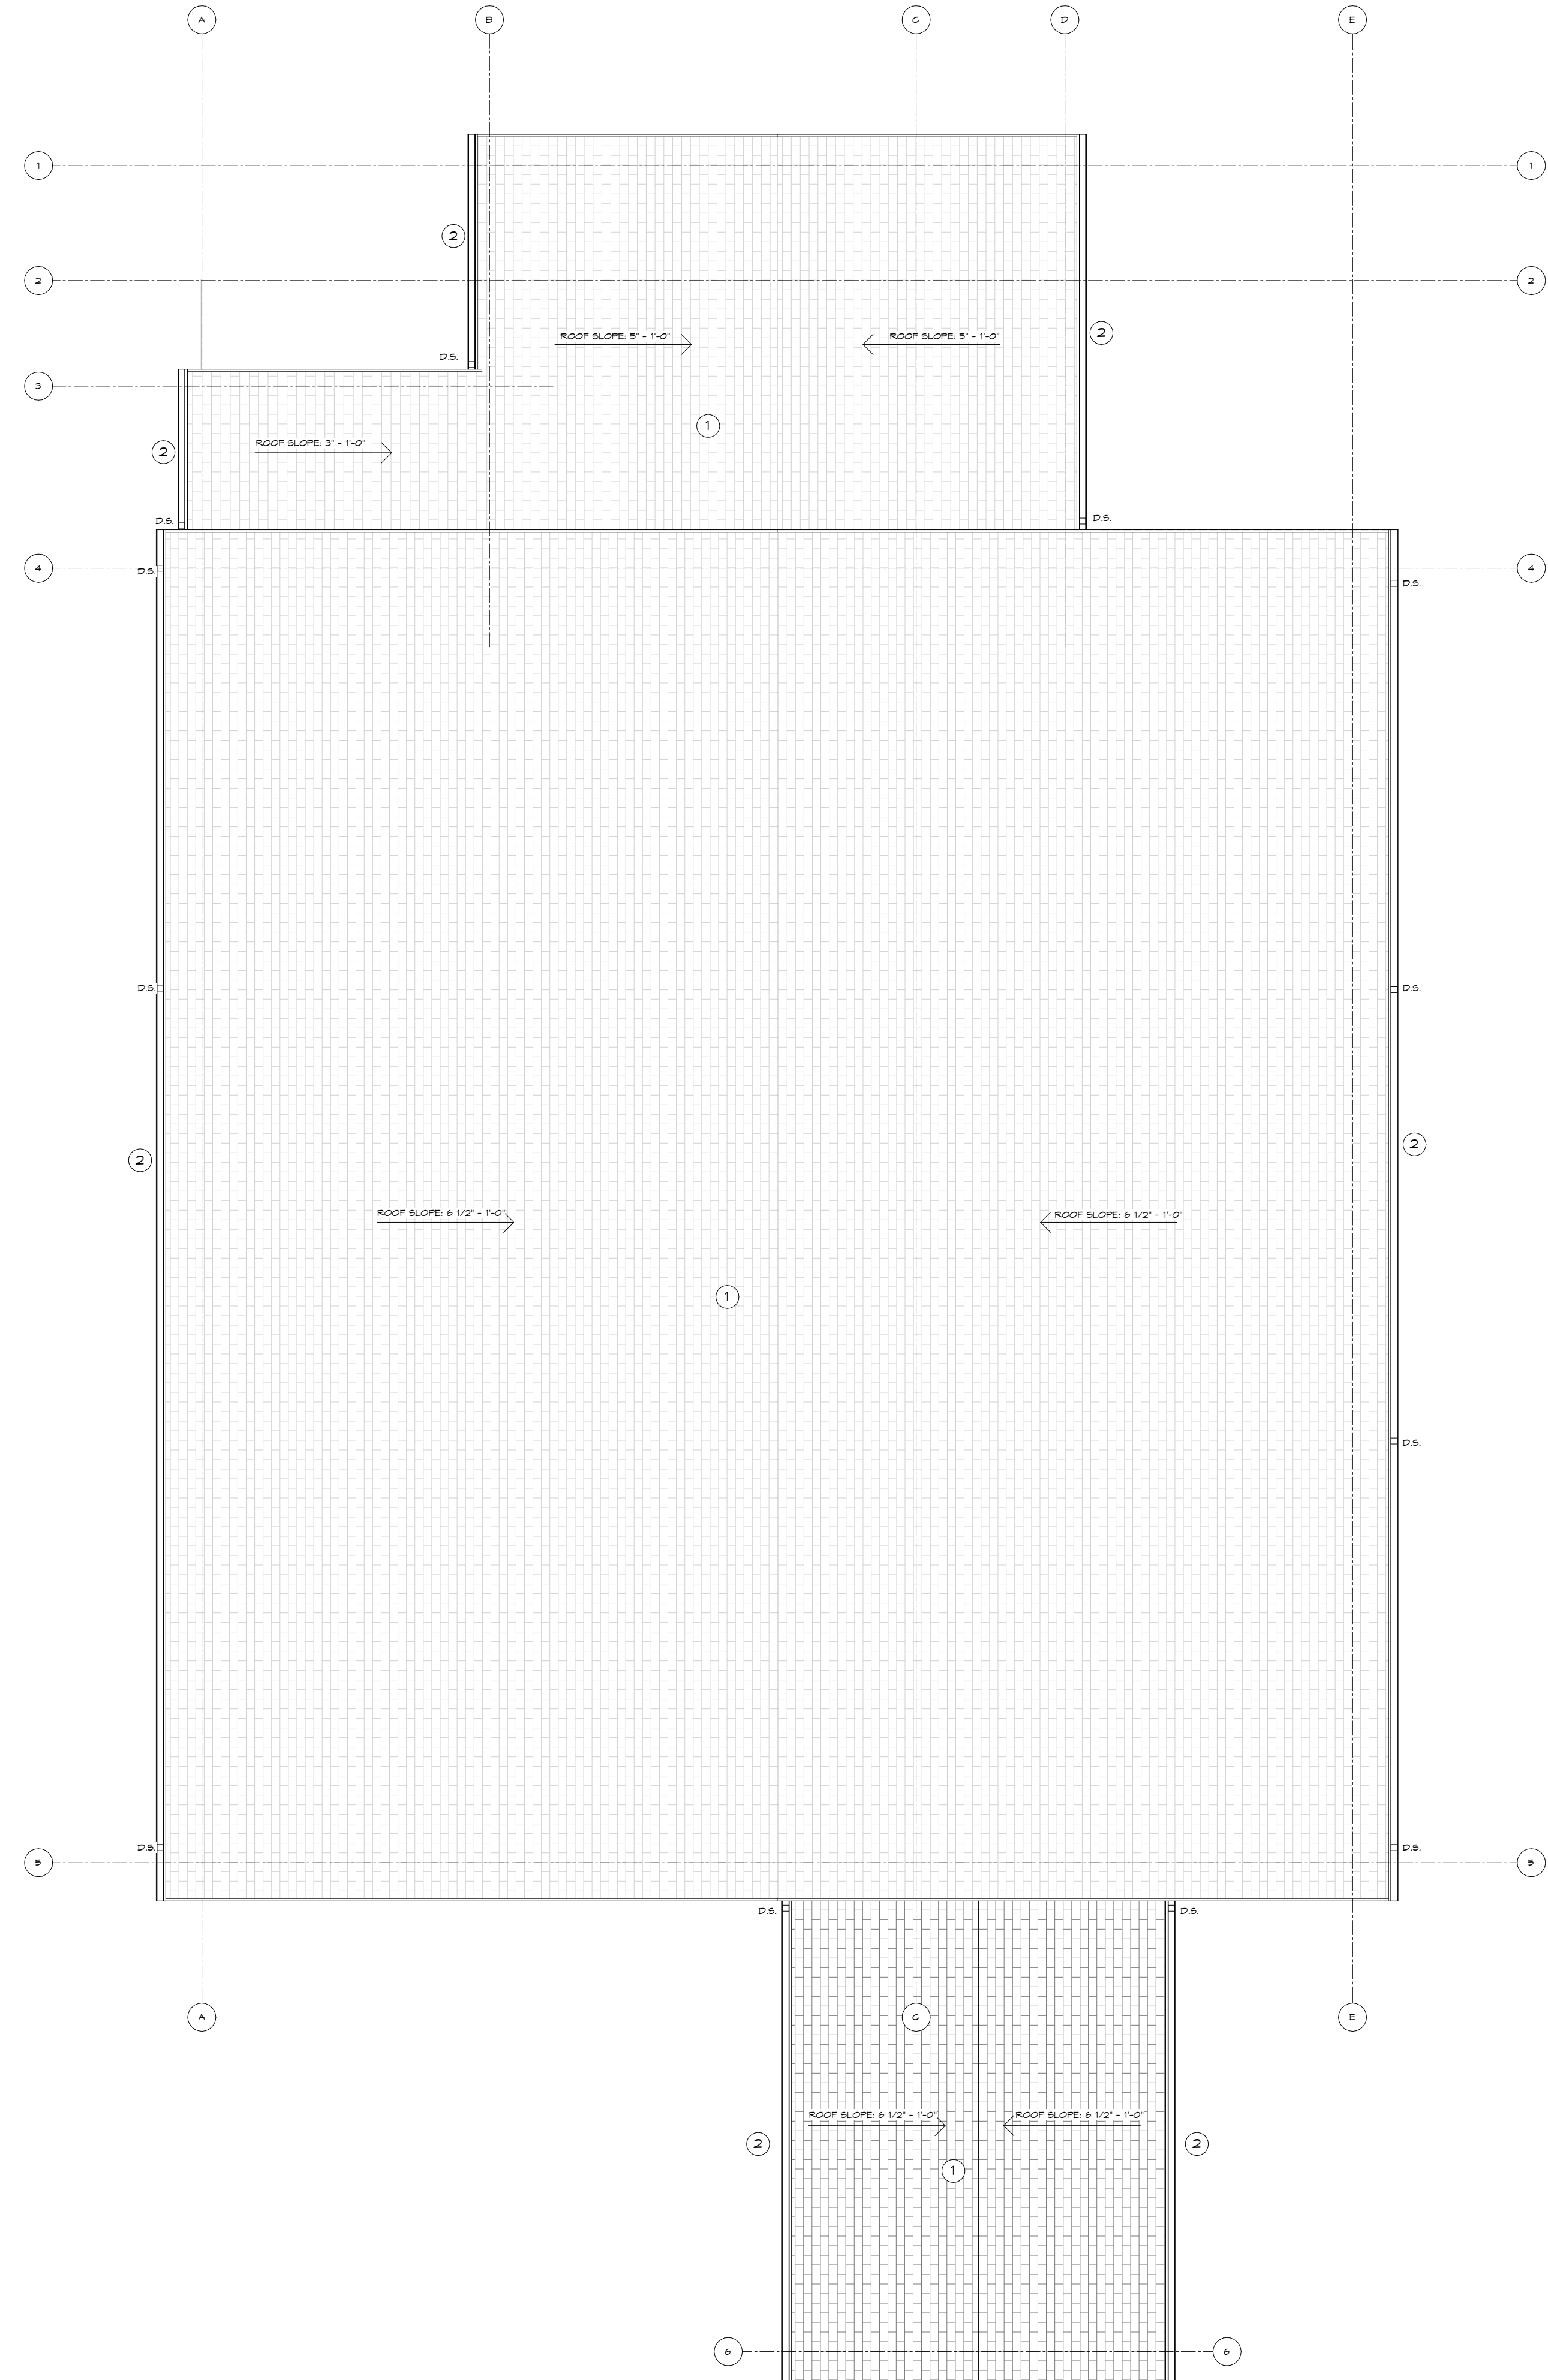 A B C D E
1 1
2
2 2
2
ROOF SLOPE: 5" - 1'-0" ROOF SLOPE: 5" - 1'-0"
D.S.
3
1
ROOF SLOPE: 3" - 1'-0"
2
D.S. D.S.
4 4
D.S. D.S.
D.S. D.S.
2 2
ROOF SLOPE: 6 1/2" - 1'-0" ROOF SLOPE: 6 1/2" - 1'-0"
1
D.S.
D.S. D.S.
5 5
D.S. D.S.
A C E
ROOF SLOPE: 6 1/2" - 1'-0" ROOF SLOPE: 6 1/2" - 1'-0"
2 2
1
6 6